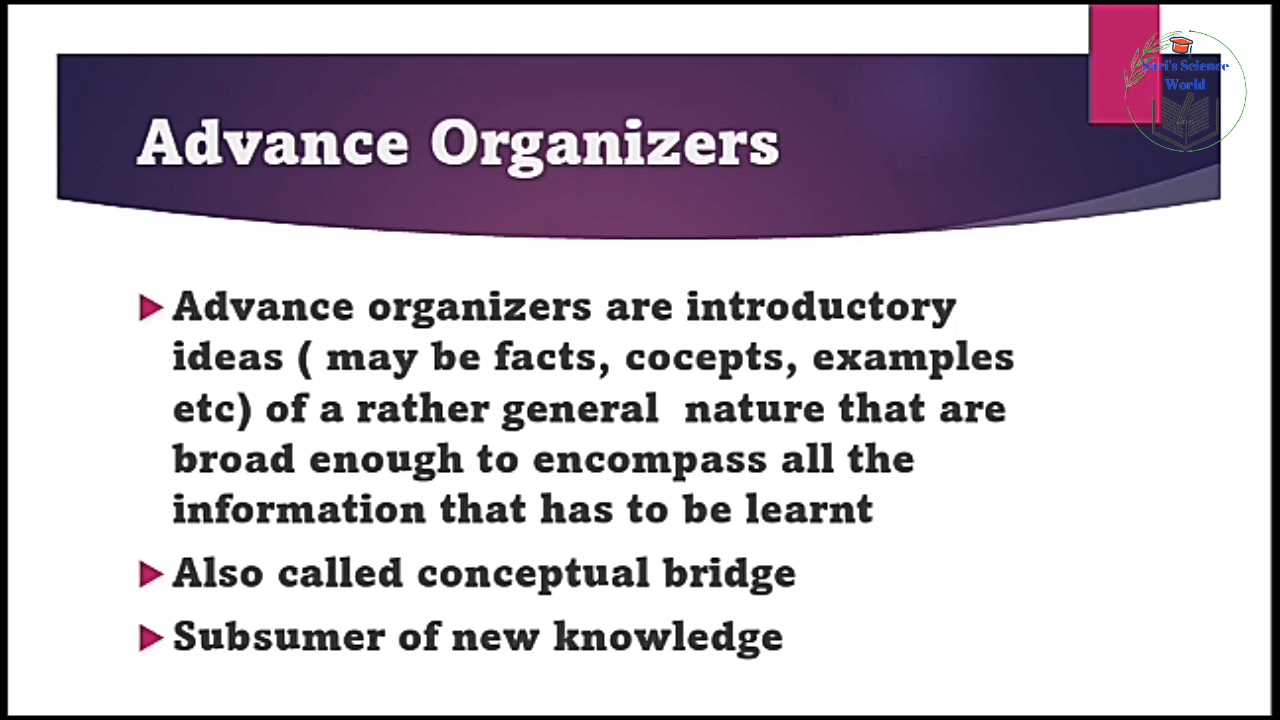 Science
World
Advance Organizers
Advance organizers are introductory
ideas ( may be facts, cocepts, examples
etc) of a rather general nature that are
broad enough to encompass all the
information that has to be learnt
Also called conceptual bridge
Subsumer of new knowledge